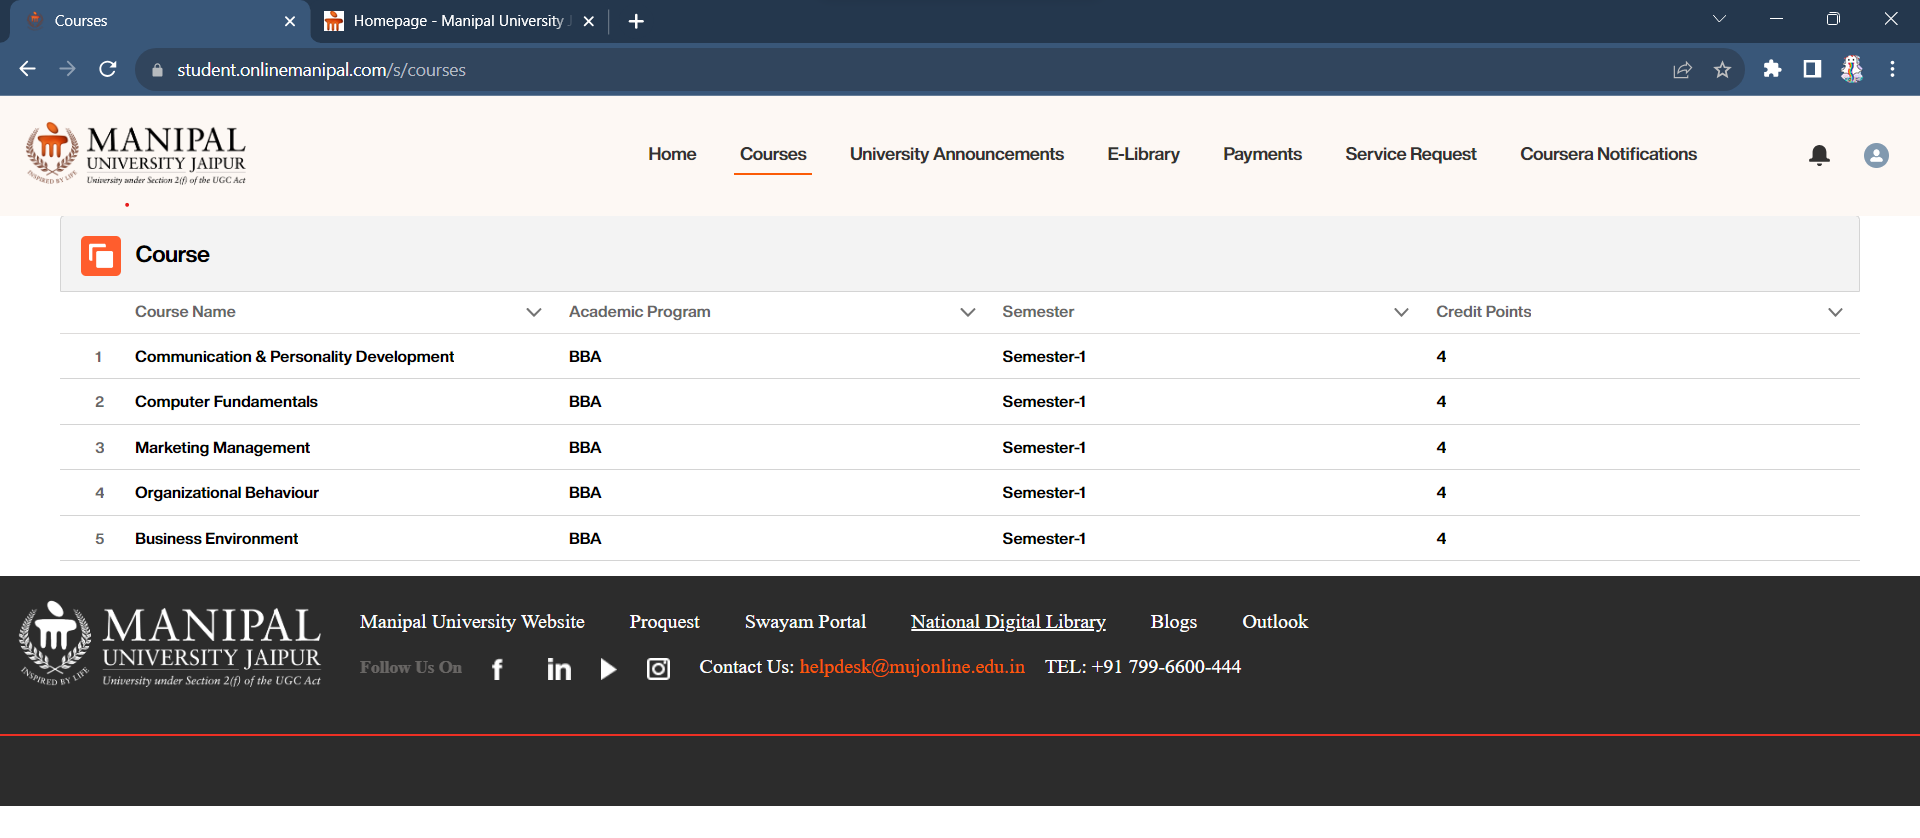 Courses
Homepage - Manipal University J
student.onlinemanipal.com/s/courses
MANIPAL
UNIVERSITY JAIPUR
University under Section 2(f) of the UGC Act
INSPIRED BY LIFE
Home Courses University Announcements E-Library Payments Service Request Coursera Notifications
Course
Course Name Academic Program Semester Credit Points
1 Communication & Personality Development BBA Semester-1 4
2 Computer Fundamentals BBA Semester-1 4
3 Marketing Management BBA Semester-1 4
4 Organizational Behaviour BBA Semester-1 4
5 Business Environment BBA Semester-1 4
MANIPAL
UNIVERSITY JAIPUR
University under Section 2(f) of the UGC Act
INSPIRED BY LIFE
Manipal University Website Proquest Swayam Portal National Digital Library Blogs Outlook
Follow Us On f in Contact Us: helpdesk@mujonline.edu.in TEL: +91 799-6600-444